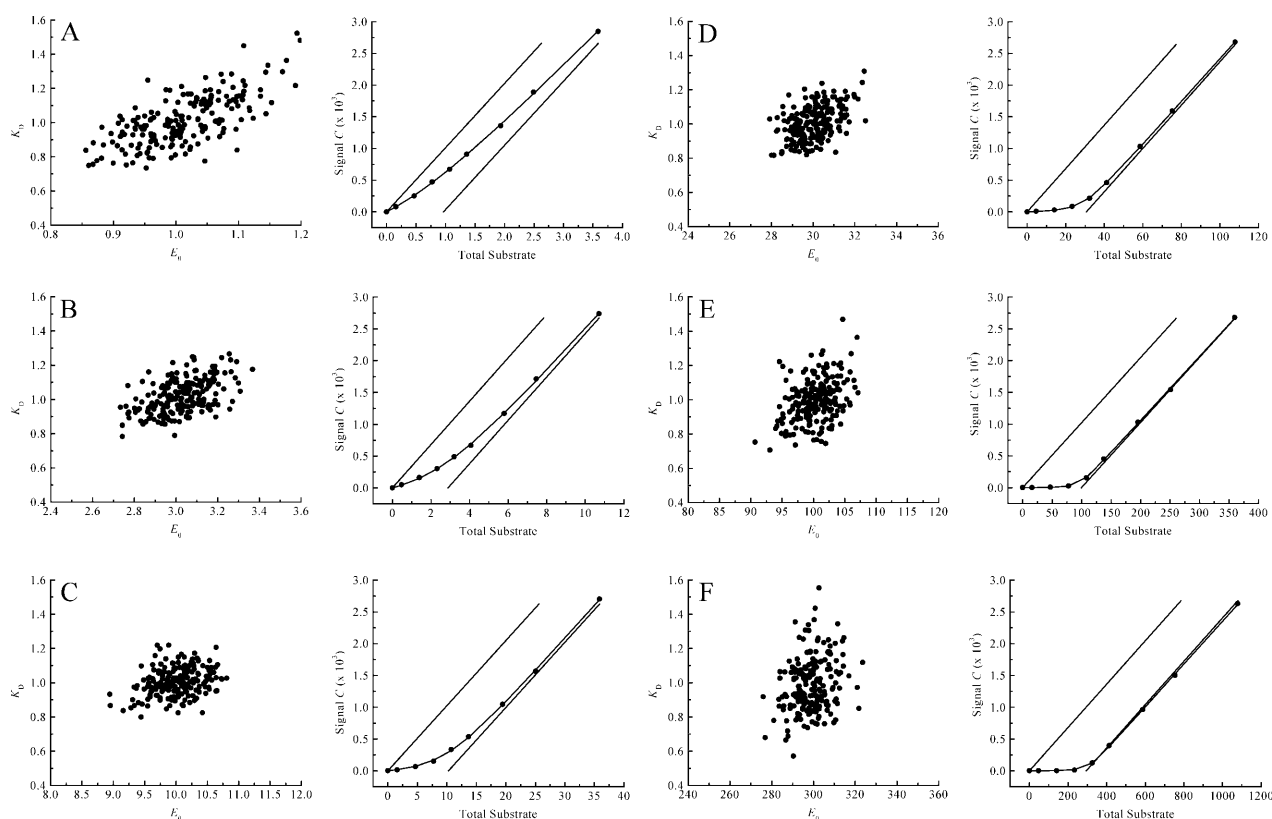 A
1.6
1.4
1.2
1.0
0.8
0.6
0.4
K_D
0.8 0.9 1.0 1.1 1.2
E_0
3.0
2.5
2.0
1.5
1.0
0.5
0.0
Signal C (x 10^3)
0.0 0.5 1.0 1.5 2.0 2.5 3.0 3.5 4.0
Total Substrate
D
1.6
1.4
1.2
1.0
0.8
0.6
0.4
K_D
24 26 28 30 32 34 36
E_0
3.0
2.5
2.0
1.5
1.0
0.5
0.0
Signal C (x 10^3)
0 20 40 60 80 100 120
Total Substrate
B
1.6
1.4
1.2
1.0
0.8
0.6
0.4
K_D
2.4 2.6 2.8 3.0 3.2 3.4 3.6
E_0
3.0
2.5
2.0
1.5
1.0
0.5
0.0
Signal C (x 10^3)
0 2 4 6 8 10 12
Total Substrate
E
1.6
1.4
1.2
1.0
0.8
0.6
0.4
K_D
80 85 90 95 100 105 110 115 120
E_0
3.0
2.5
2.0
1.5
1.0
0.5
0.0
Signal C (x 10^3)
0 50 100 150 200 250 300 350 400
Total Substrate
C
1.6
1.4
1.2
1.0
0.8
0.6
0.4
K_D
8.0 8.5 9.0 9.5 10.0 10.5 11.0 11.5 12.0
E_0
3.0
2.5
2.0
1.5
1.0
0.5
0.0
Signal C (x 10^3)
0 5 10 15 20 25 30 35 40
Total Substrate
F
1.6
1.4
1.2
1.0
0.8
0.6
0.4
K_D
240 260 280 300 320 340 360
E_0
3.0
2.5
2.0
1.5
1.0
0.5
0.0
Signal C (x 10^3)
0 200 400 600 800 1000 1200
Total Substrate